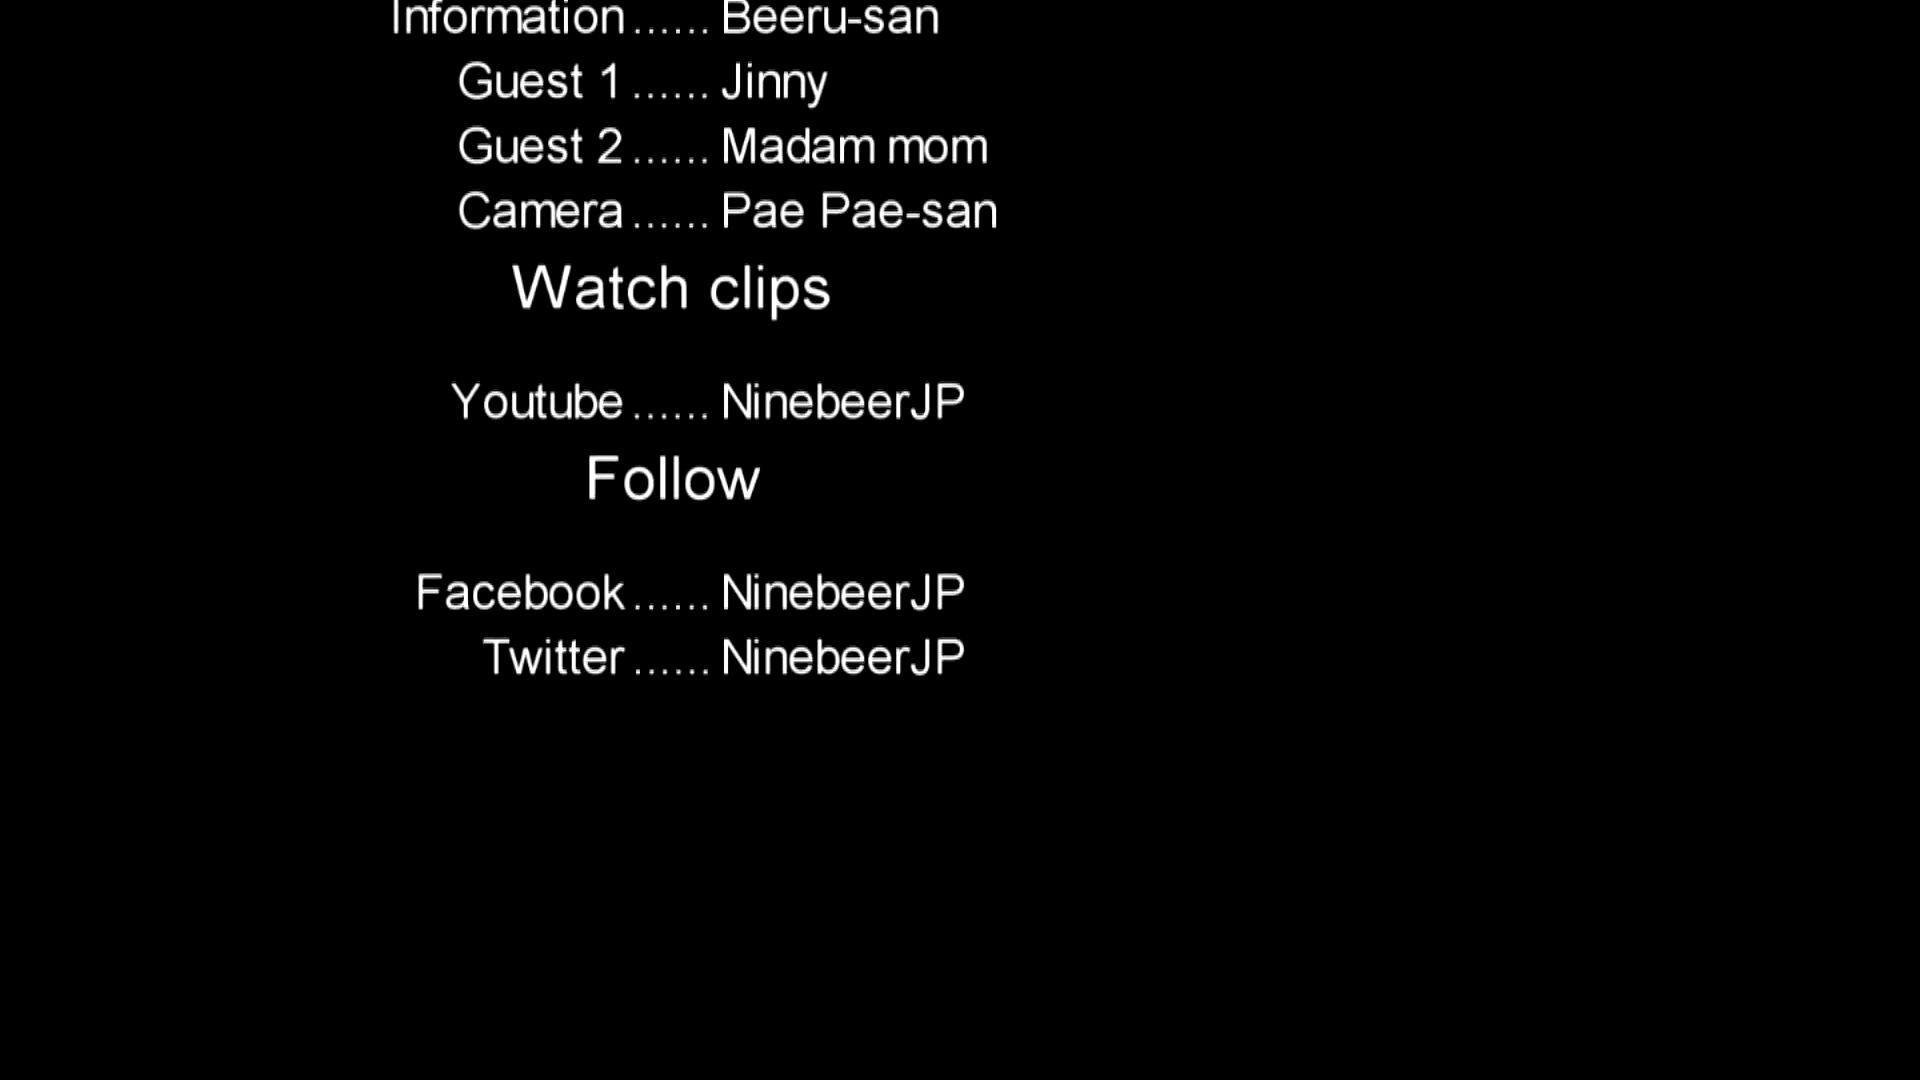 Information ...... Beeru-san
Guest 1 ...... Jinny
Guest 2 ...... Madam mom
Camera ...... Pae Pae-san
Watch clips
Youtube ...... NinebeerJP
Follow
Facebook ...... NinebeerJP
Twitter ...... NinebeerJP